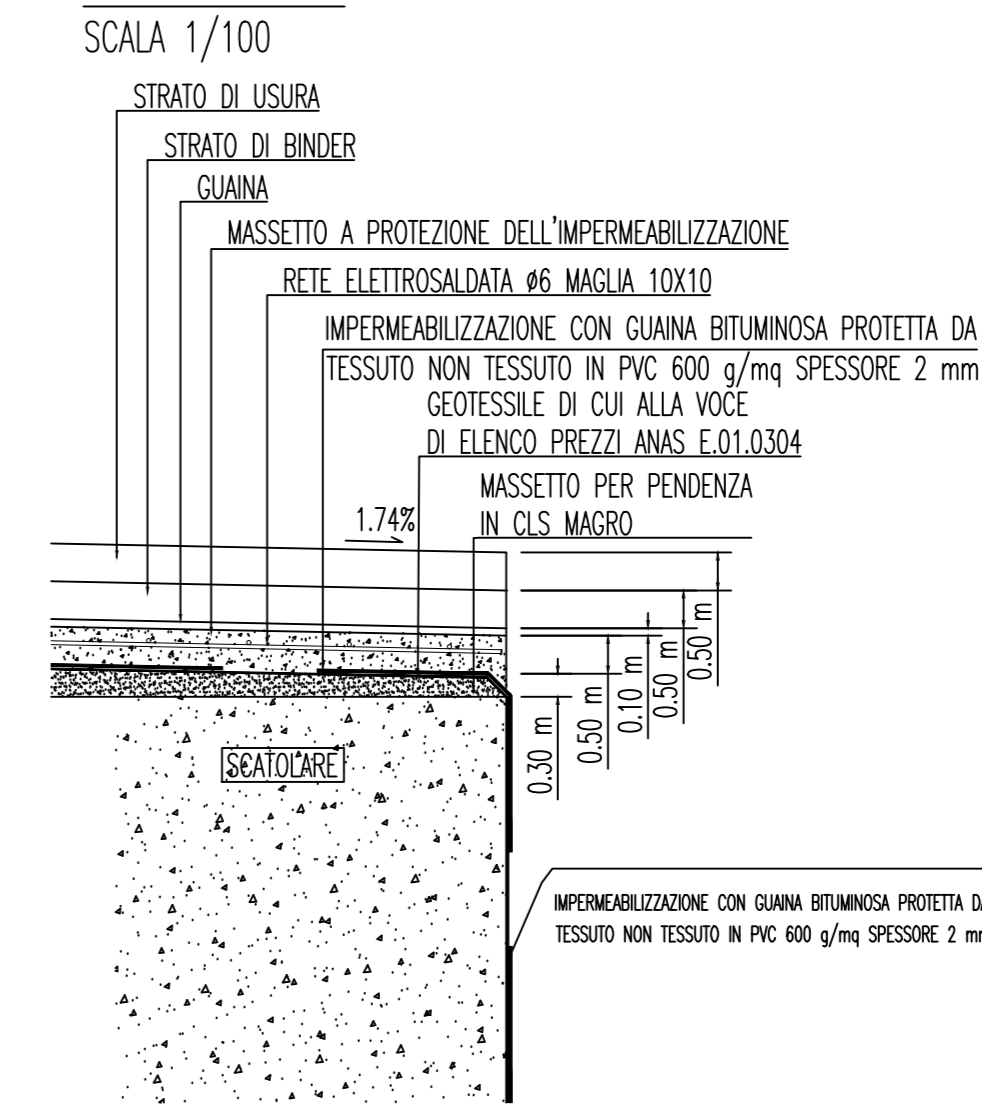 SCALA 1/100
STRATO DI USURA
STRATO DI BINDER
GUAINA
MASSETTO A PROTEZIONE DELL'IMPERMEABILIZZAZIONE
RETE ELETTROSALDATA ø6 MAGLIA 10X10
IMPERMEABILIZZAZIONE CON GUAINA BITUMINOSA PROTETTA DA
TESSUTO NON TESSUTO IN PVC 600 g/mq SPESSORE 2 mm
GEOTESSILE DI CUI ALLA VOCE
DI ELENCO PREZZI ANAS E.01.0304
MASSETTO PER PENDENZA
IN CLS MAGRO
1.74%
0.30 m
0.50 m
0.10 m
0.50 m
0.50 m
SCATOLARE
IMPERMEABILIZZAZIONE CON GUAINA BITUMINOSA PROTETTA DA
TESSUTO NON TESSUTO IN PVC 600 g/mq SPESSORE 2 mm